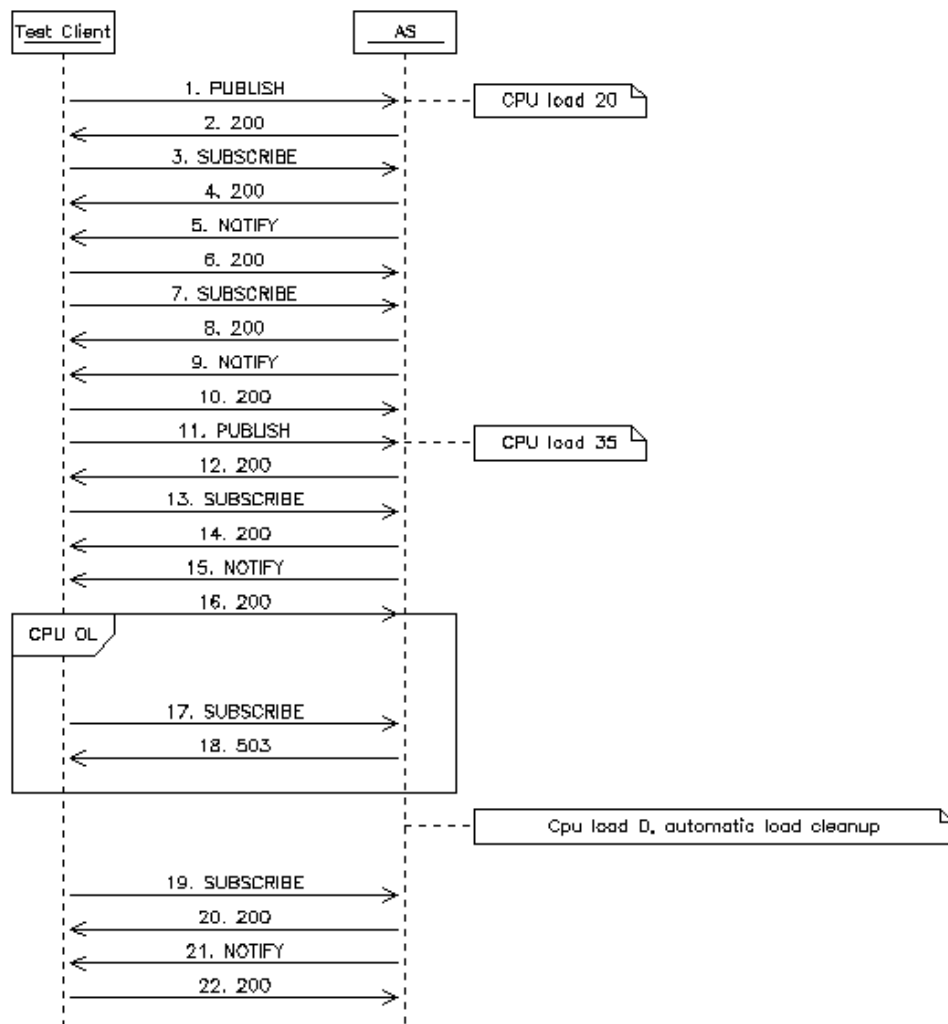 Test Client
AS
1. PUBLISH
CPU load 20
2. 200
3. SUBSCRIBE
4. 200
5. NOTIFY
6. 200
7. SUBSCRIBE
8. 200
9. NOTIFY
10. 200
11. PUBLISH
CPU load 35
12. 200
13. SUBSCRIBE
14. 200
15. NOTIFY
16. 200
CPU OL
17. SUBSCRIBE
18. 503
Cpu load 0, automatic load cleanup
19. SUBSCRIBE
20. 200
21. NOTIFY
22. 200